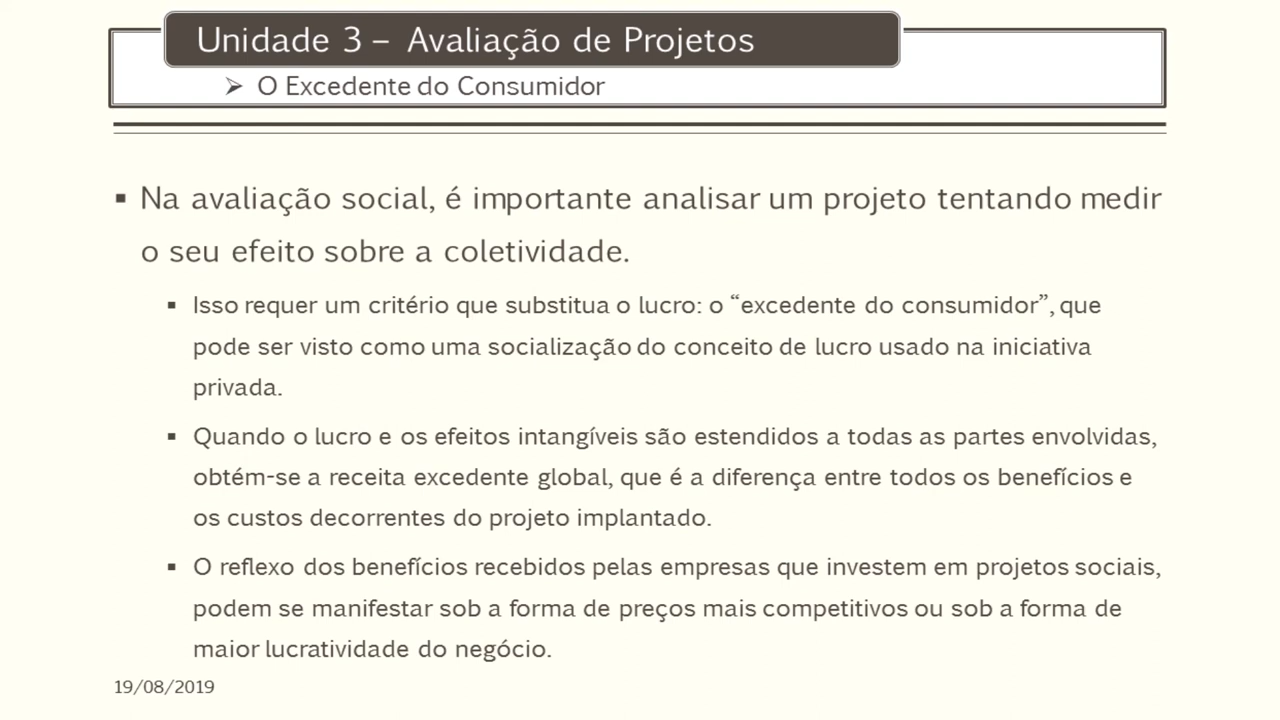 Unidade 3 – Avaliação de Projetos
➢ O Excedente do Consumidor
▪ Na avaliação social, é importante analisar um projeto tentando medir
o seu efeito sobre a coletividade.
▪ Isso requer um critério que substitua o lucro: o “excedente do consumidor”, que
pode ser visto como uma socialização do conceito de lucro usado na iniciativa
privada.
▪ Quando o lucro e os efeitos intangíveis são estendidos a todas as partes envolvidas,
obtém-se a receita excedente global, que é a diferença entre todos os benefícios e
os custos decorrentes do projeto implantado.
▪ O reflexo dos benefícios recebidos pelas empresas que investem em projetos sociais,
podem se manifestar sob a forma de preços mais competitivos ou sob a forma de
maior lucratividade do negócio.
19/08/2019